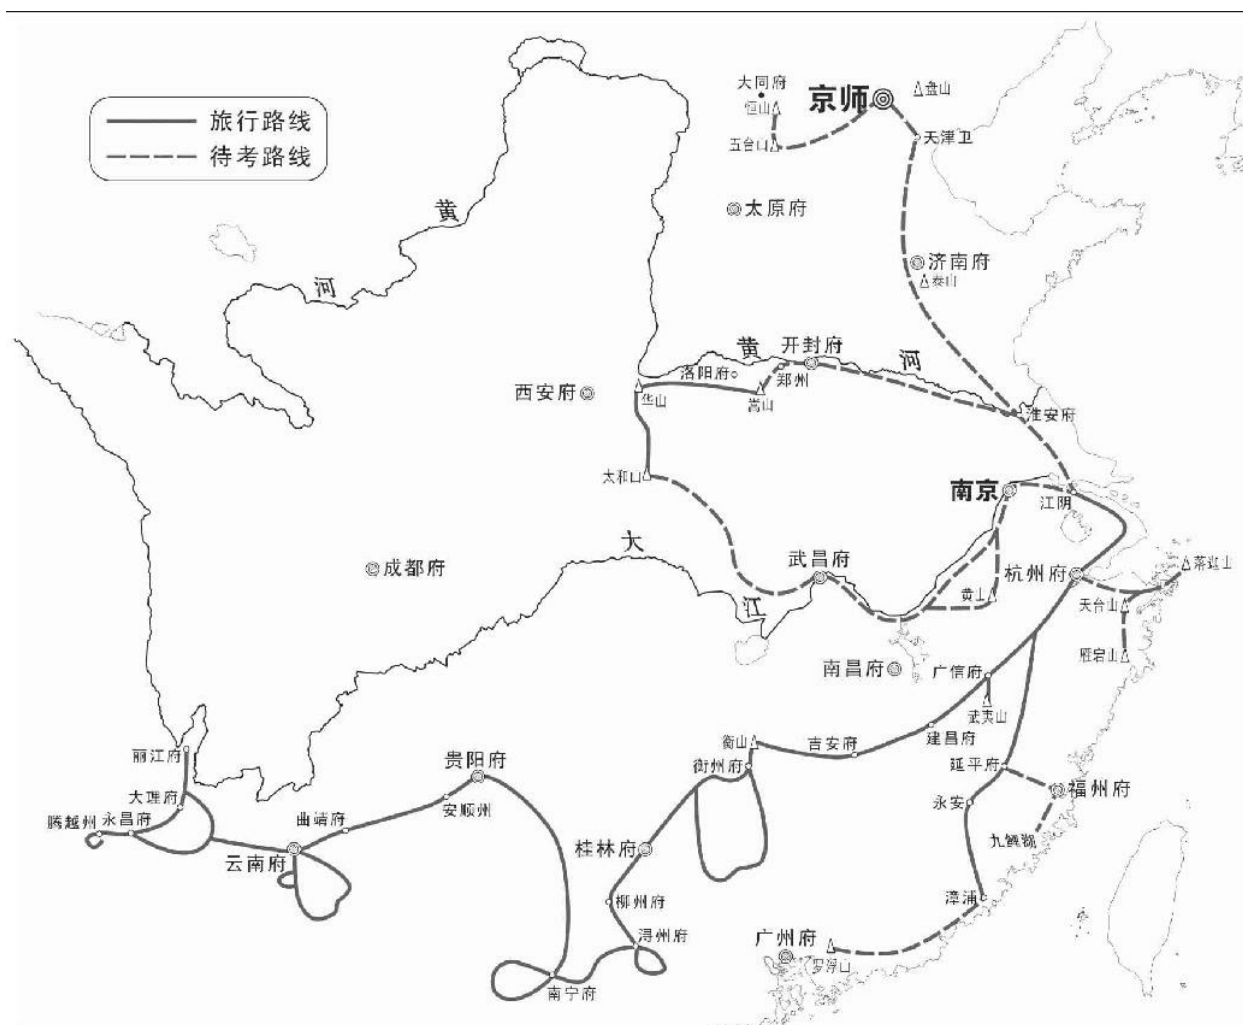 大同府
京师
盘山
恒山
旅行路线
待考路线
五台山
天津卫
黄
太原府
济南府
泰山
河
黄
开封府
河
洛阳府
郑州
西安府
华山
嵩山
淮安府
太和山
南京
江阴
大
武昌府
杭州府
落迦山
成都府
黄山
天台山
江
雁宕山
南昌府
广信府
武夷山
丽江府
贵阳府
衡山
吉安府
建昌府
衡州府
延平府
大理府
福州府
安顺州
永安
腾越州
永昌府
曲靖府
九鲤湖
云南府
桂林府
柳州府
漳浦
浔州府
广州府
罗浮山
南宁府